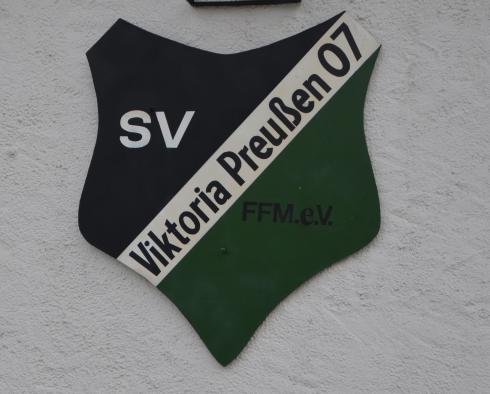 SV
Viktoria Preußen 07
FFM.e.V.